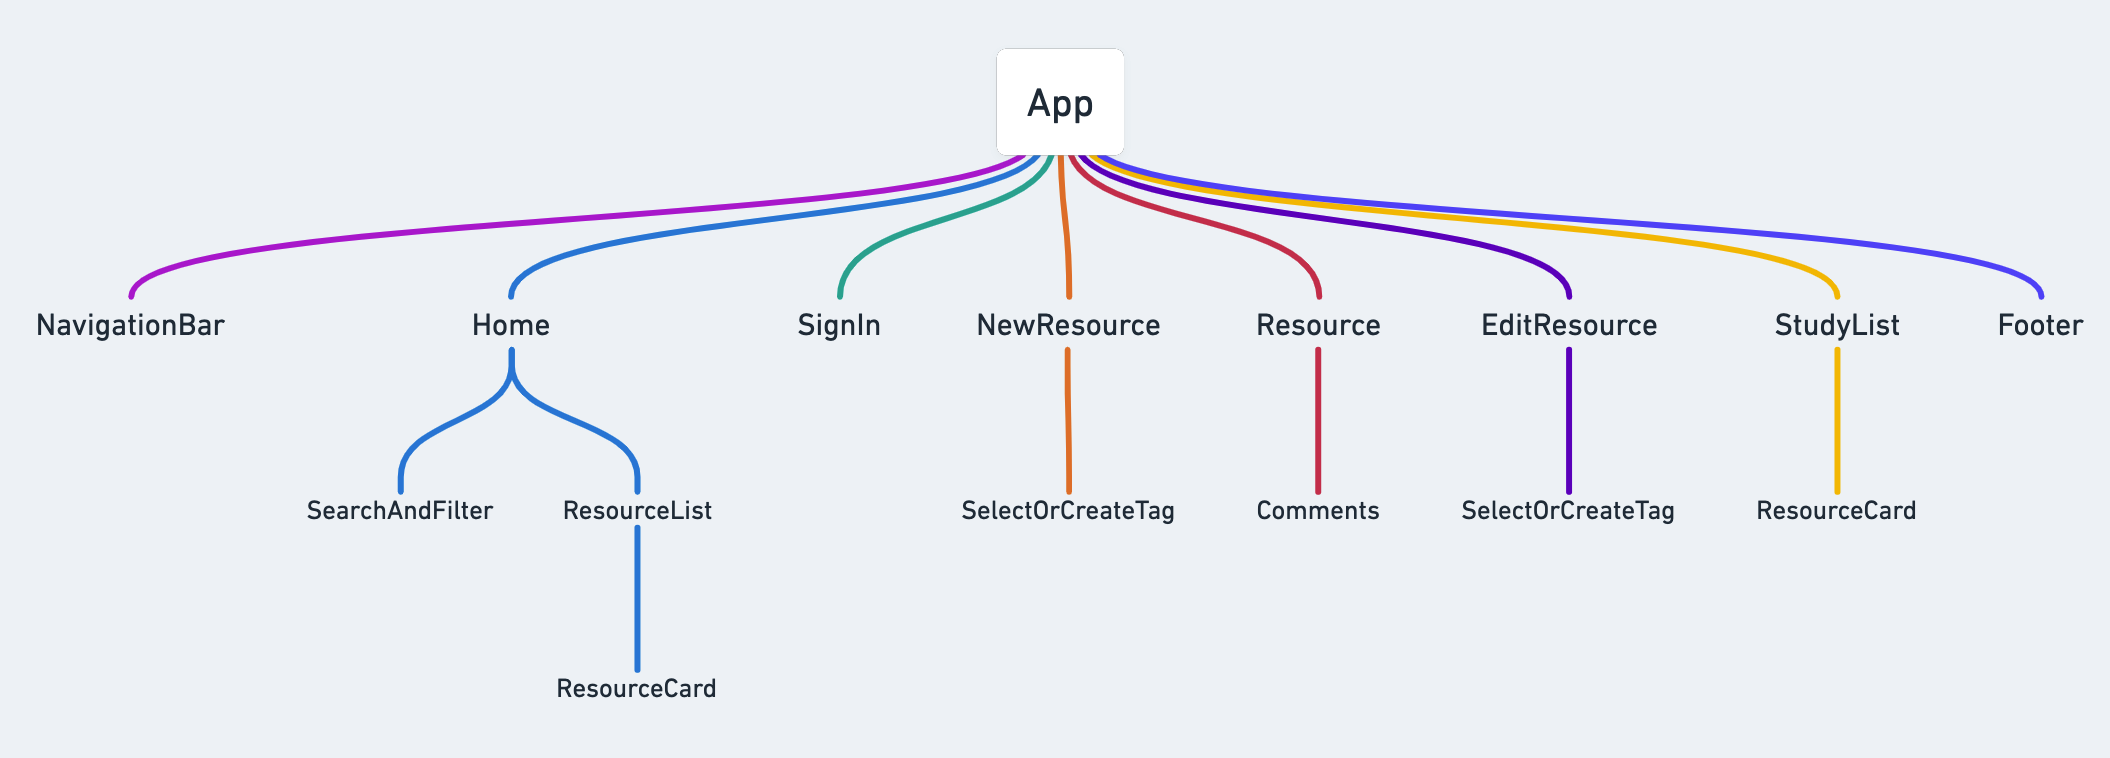 App
NavigationBar
Home
SignIn
NewResource
Resource
EditResource
StudyList
Footer
SearchAndFilter
ResourceList
SelectOrCreateTag
Comments
SelectOrCreateTag
ResourceCard
ResourceCard